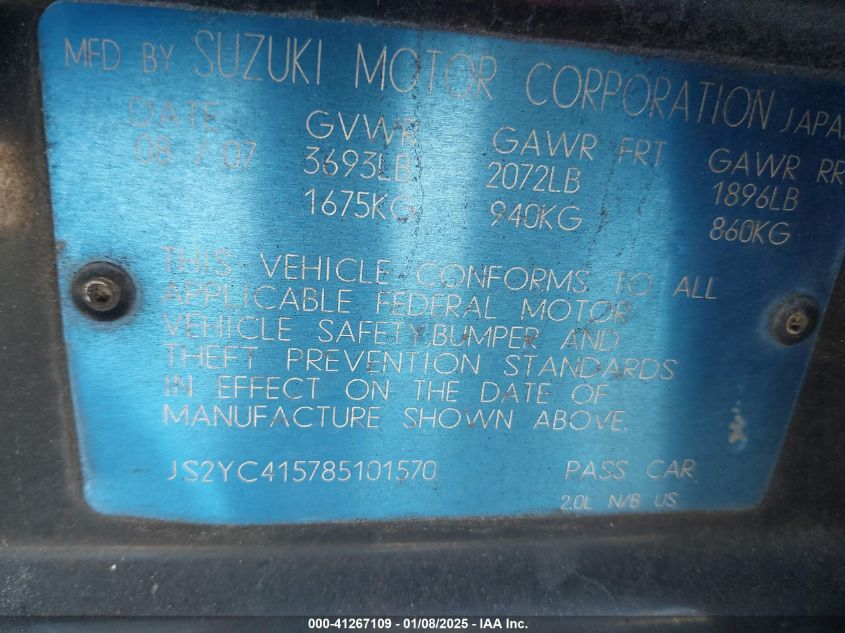 MFD BY SUZUKI MOTOR CORPORATION JAPAN
DATE GVWR GAWR FRT GAWR RR
08 / 07 3693LB 2072LB 1896LB
1675KG 940KG 860KG
THIS VEHICLE CONFORMS TO ALL
APPLICABLE FEDERAL MOTOR
VEHICLE SAFETY,BUMPER AND
THEFT PREVENTION STANDARDS
IN EFFECT ON THE DATE OF
MANUFACTURE SHOWN ABOVE.
JS2YC415785101570 PASS CAR
2.0L N/B US
000-41267109 - 01/08/2025 - IAA Inc.